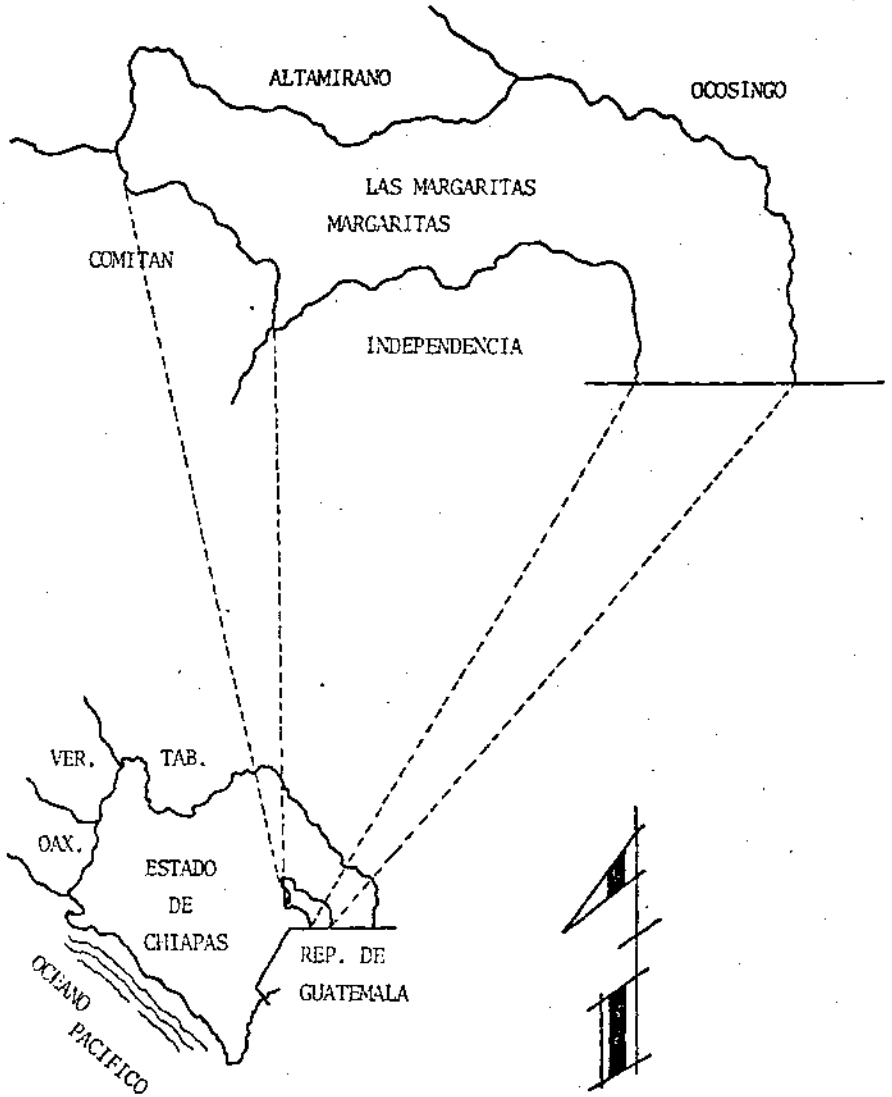 ALTAMIRANO
OCOSINGO
LAS MARGARITAS
MARGARITAS
COMITAN
INDEPENDENCIA
VER.
TAB.
OAX.
ESTADO
DE
CHIAPAS
REP. DE
GUATEMALA
OCEANO
PACIFICO